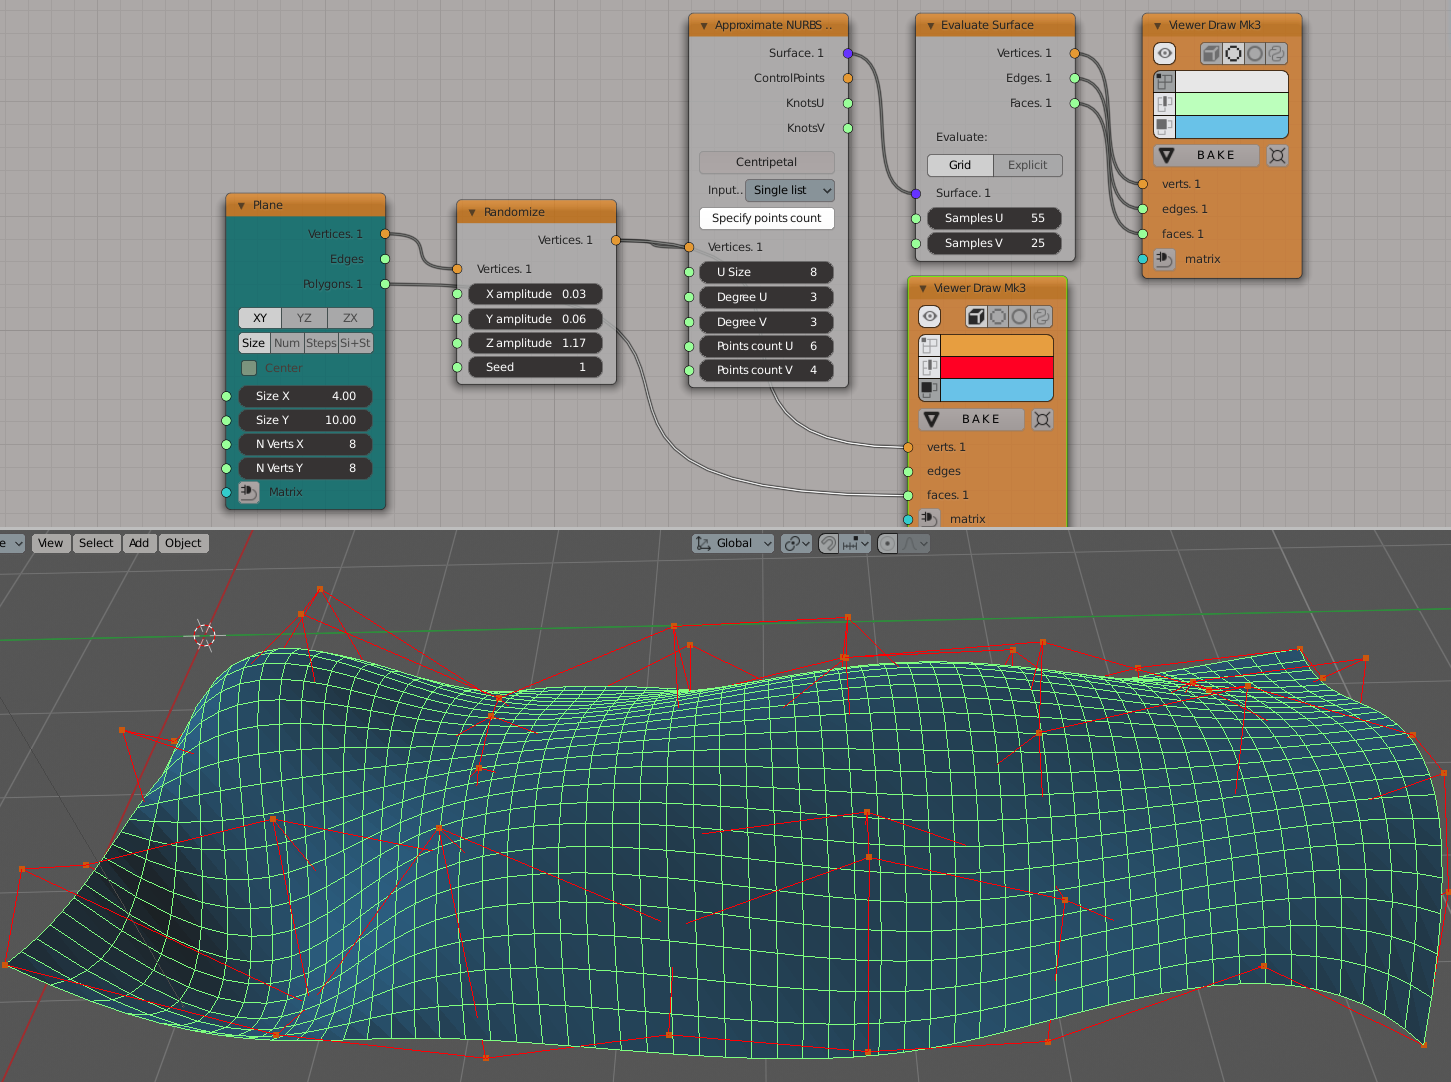 Plane
Vertices. 1
Edges
Polygons. 1
XY YZ ZX
Size Num Steps Si+St
Center
Size X 4.00
Size Y 10.00
N Verts X 8
N Verts Y 8
Matrix
Randomize
Vertices. 1
Vertices. 1
X amplitude 0.03
Y amplitude 0.06
Z amplitude 1.17
Seed 1
Approximate NURBS ..
Surface. 1
ControlPoints
KnotsU
KnotsV
Centripetal
Input.. Single list
Specify points count
Vertices. 1
U Size 8
Degree U 3
Degree V 3
Points count U 6
Points count V 4
Evaluate Surface
Vertices. 1
Edges. 1
Faces. 1
Evaluate:
Grid Explicit
Surface. 1
Samples U 55
Samples V 25
Viewer Draw Mk3
BAKE
verts. 1
edges. 1
faces. 1
matrix
Viewer Draw Mk3
BAKE
verts. 1
edges
faces. 1
matrix
e View Select Add Object Global